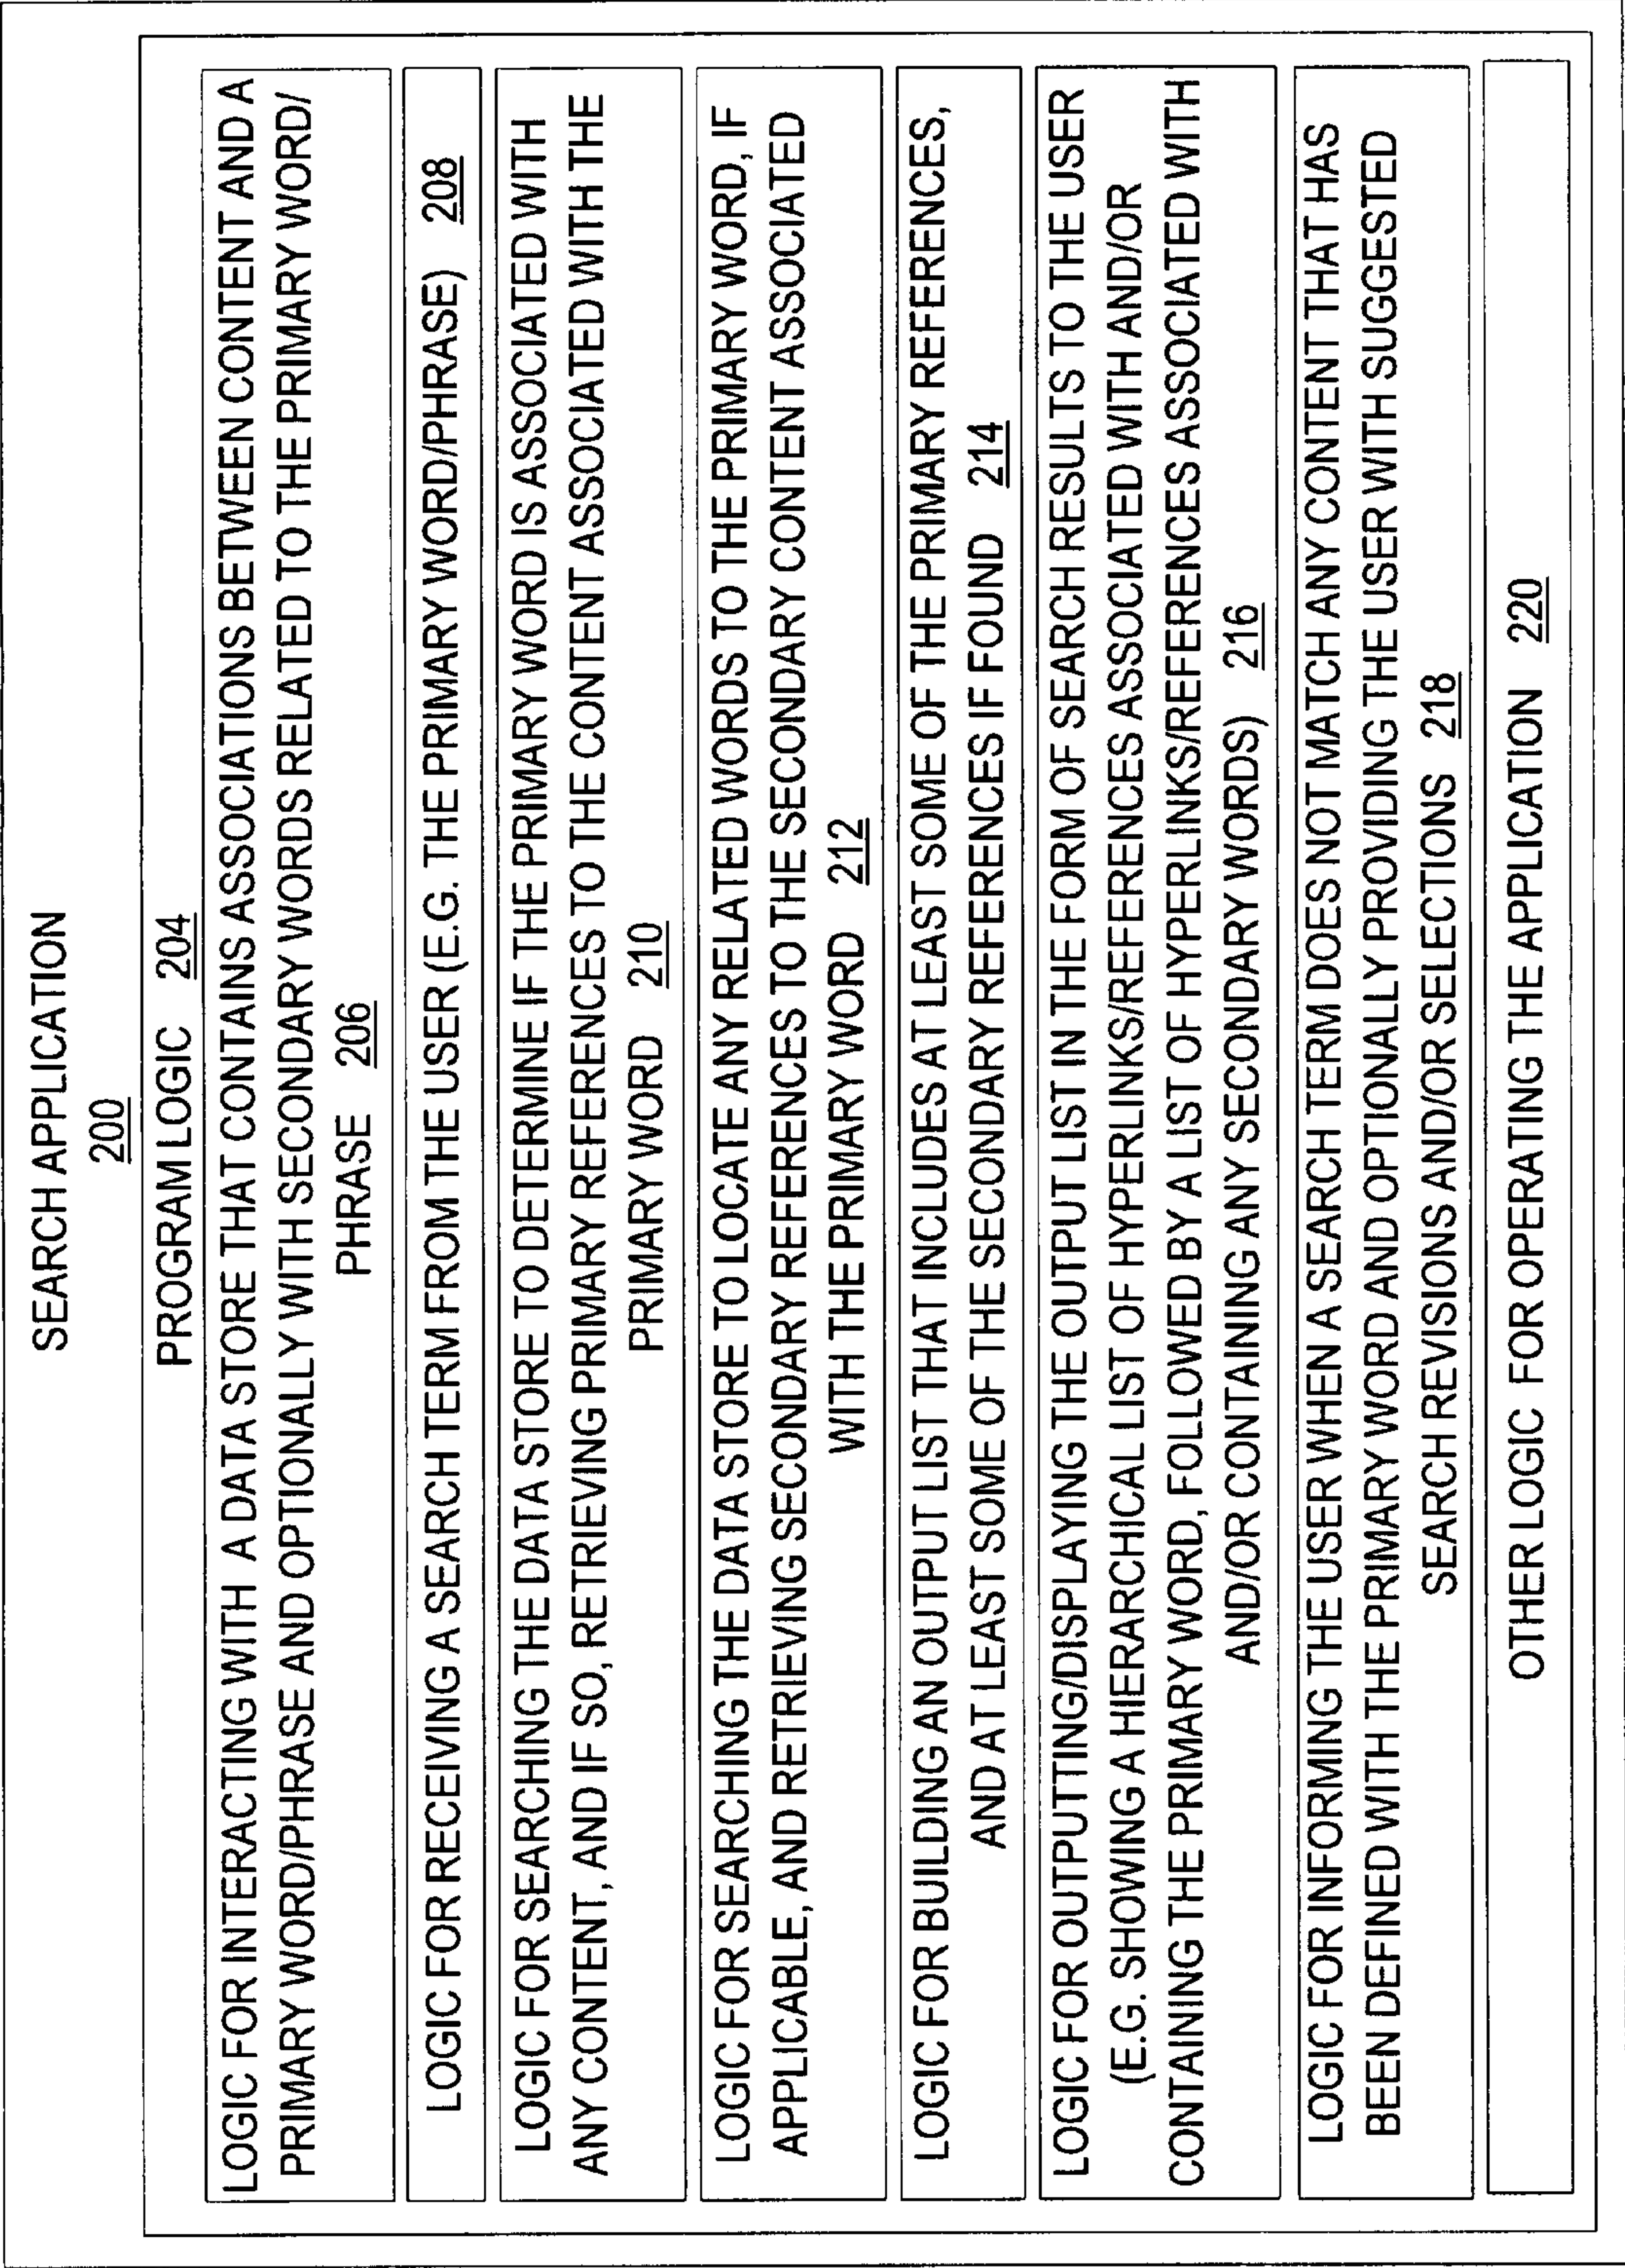 SEARCH APPLICATION
200
PROGRAM LOGIC 204
LOGIC FOR INTERACTING WITH A DATA STORE THAT CONTAINS ASSOCIATIONS BETWEEN CONTENT AND A
PRIMARY WORD/PHRASE AND OPTIONALLY WITH SECONDARY WORDS RELATED TO THE PRIMARY WORD/
PHRASE 206
LOGIC FOR RECEIVING A SEARCH TERM FROM THE USER (E.G. THE PRIMARY WORD/PHRASE) 208
LOGIC FOR SEARCHING THE DATA STORE TO DETERMINE IF THE PRIMARY WORD IS ASSOCIATED WITH
ANY CONTENT, AND IF SO, RETRIEVING PRIMARY REFERENCES TO THE CONTENT ASSOCIATED WITH THE
PRIMARY WORD 210
LOGIC FOR SEARCHING THE DATA STORE TO LOCATE ANY RELATED WORDS TO THE PRIMARY WORD, IF
APPLICABLE, AND RETRIEVING SECONDARY REFERENCES TO THE SECONDARY CONTENT ASSOCIATED
WITH THE PRIMARY WORD 212
LOGIC FOR BUILDING AN OUTPUT LIST THAT INCLUDES AT LEAST SOME OF THE PRIMARY REFERENCES,
AND AT LEAST SOME OF THE SECONDARY REFERENCES IF FOUND 214
LOGIC FOR OUTPUTTING/DISPLAYING THE OUTPUT LIST IN THE FORM OF SEARCH RESULTS TO THE USER
(E.G. SHOWING A HIERARCHICAL LIST OF HYPERLINKS/REFERENCES ASSOCIATED WITH AND/OR
CONTAINING THE PRIMARY WORD, FOLLOWED BY A LIST OF HYPERLINKS/REFERENCES ASSOCIATED WITH
AND/OR CONTAINING ANY SECONDARY WORDS) 216
LOGIC FOR INFORMING THE USER WHEN A SEARCH TERM DOES NOT MATCH ANY CONTENT THAT HAS
BEEN DEFINED WITH THE PRIMARY WORD AND OPTIONALLY PROVIDING THE USER WITH SUGGESTED
SEARCH REVISIONS AND/OR SELECTIONS 218
OTHER LOGIC FOR OPERATING THE APPLICATION 220